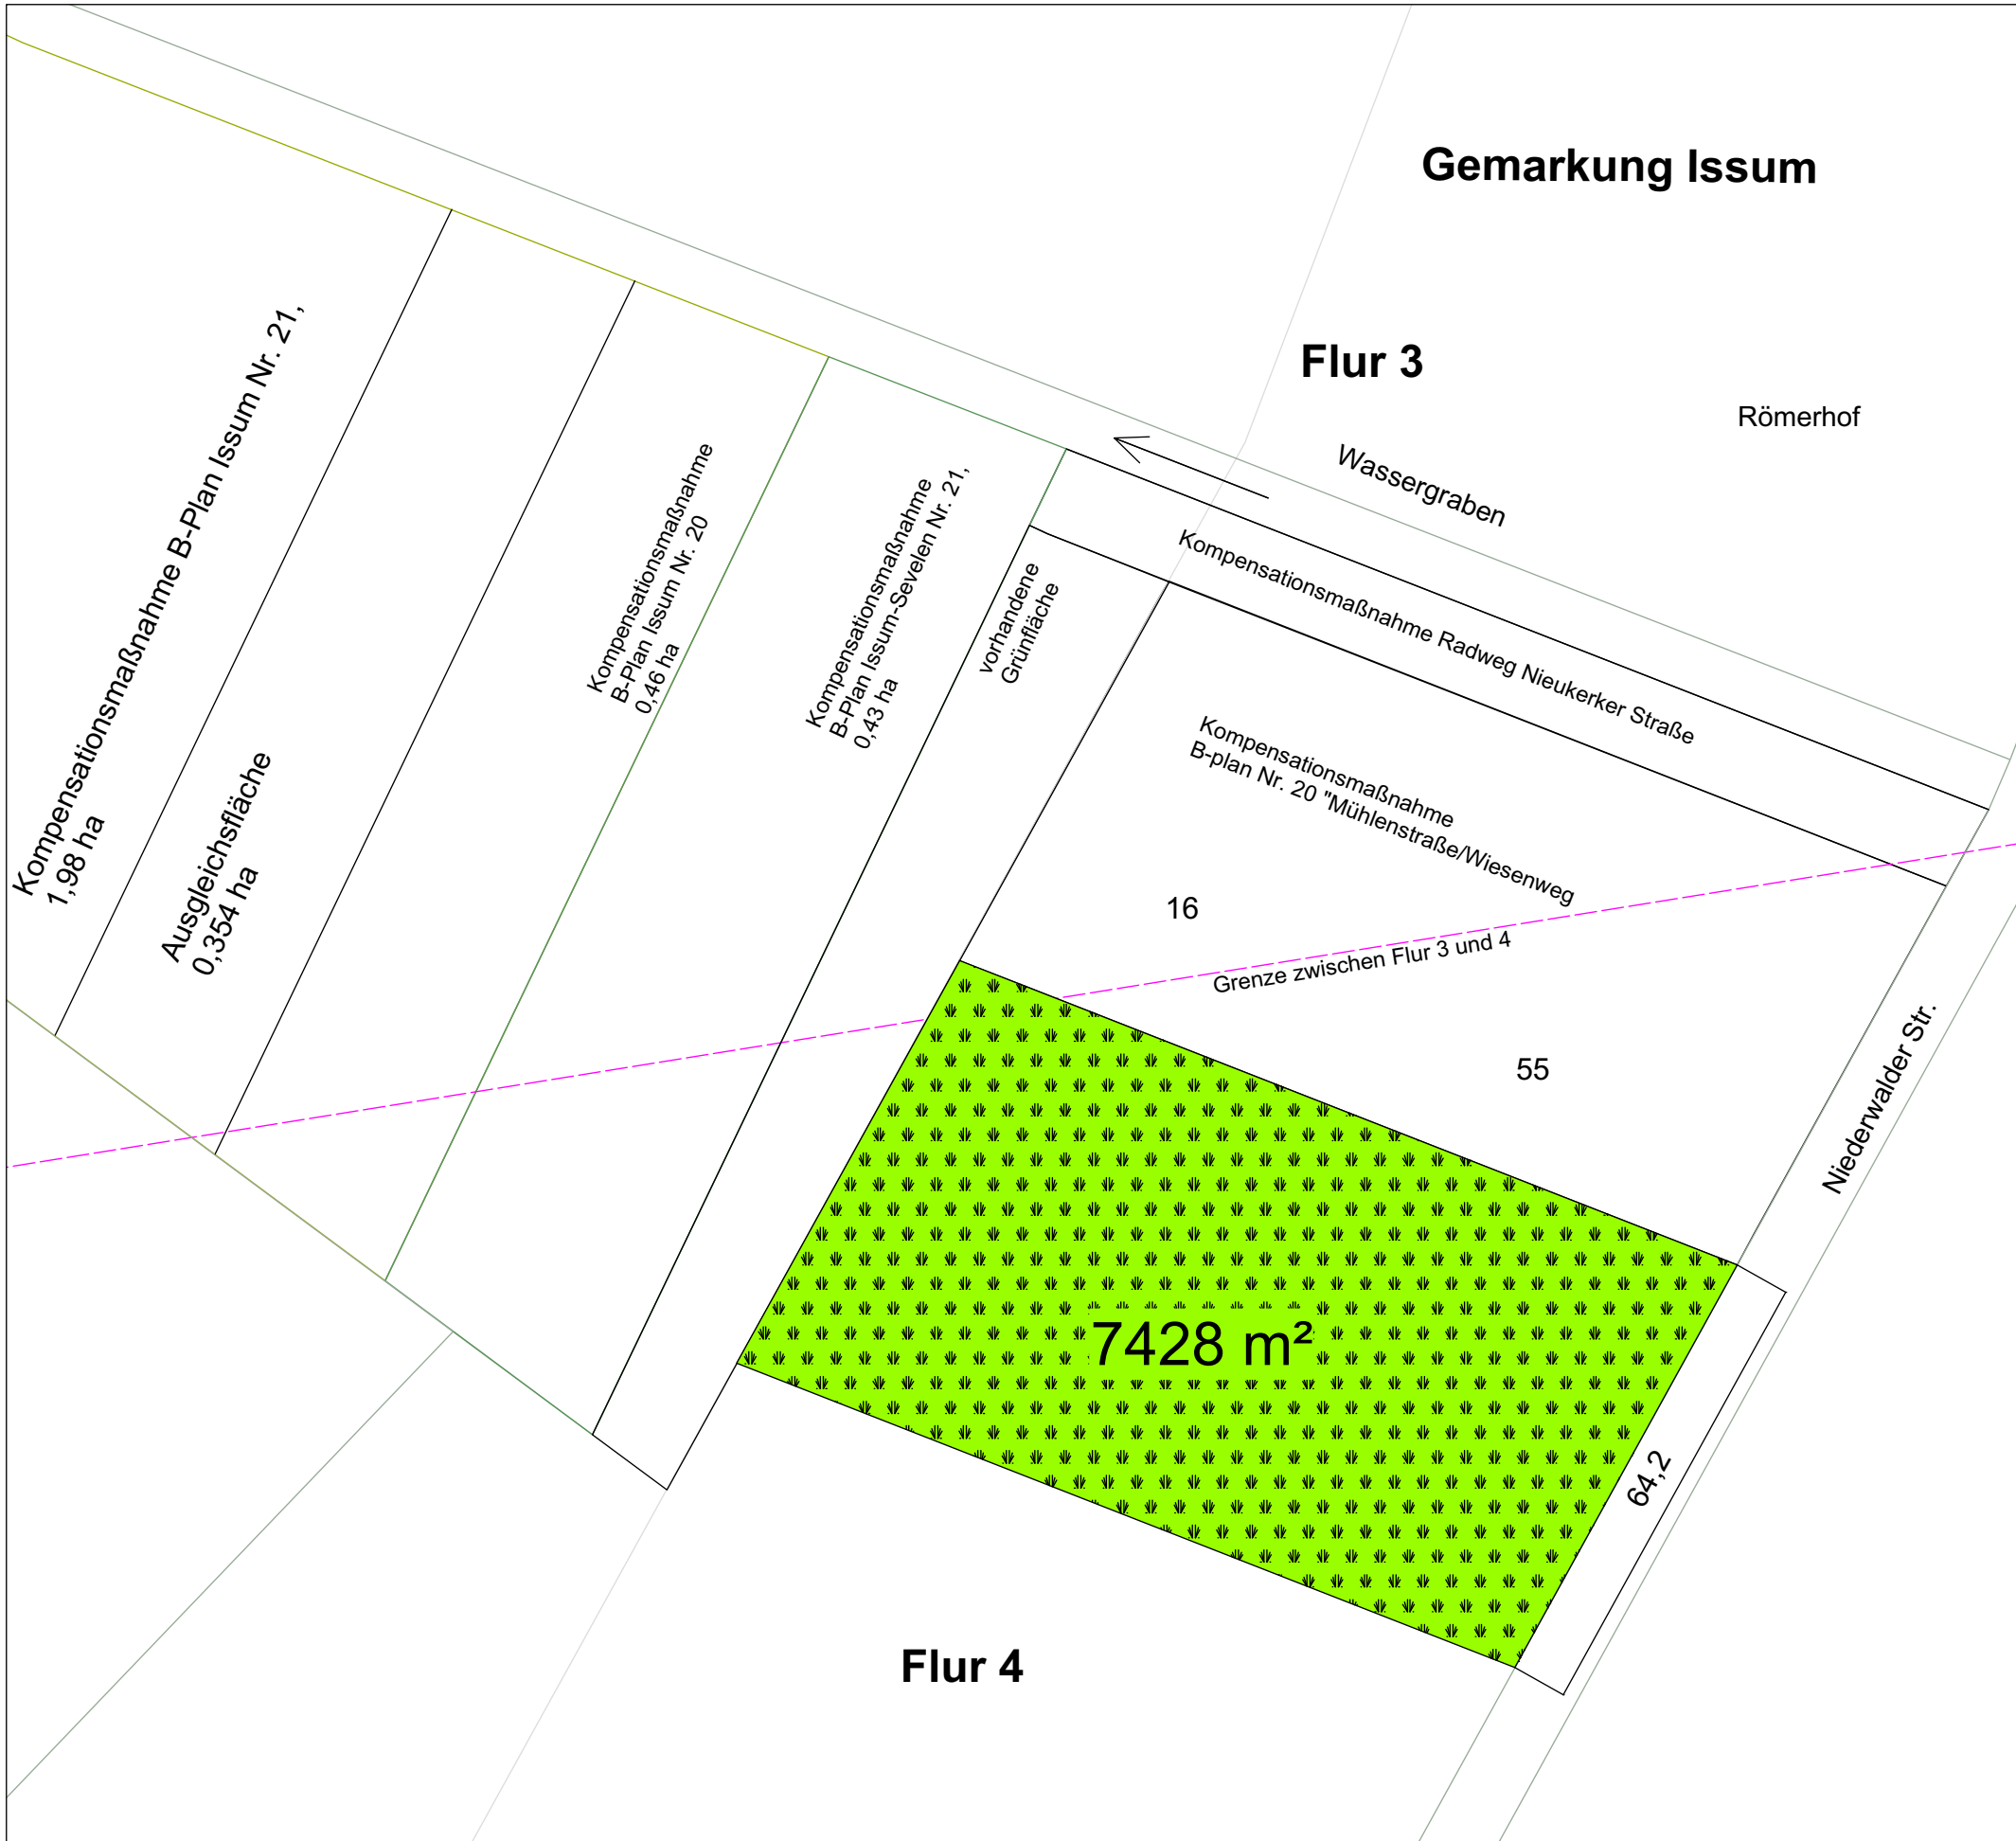 Gemarkung Issum
Flur 3
Römerhof
Wassergraben
Kompensationsmaßnahme B-Plan Issum Nr. 21,
1,98 ha
Ausgleichsfläche
0,354 ha
Kompensationsmaßnahme
B-Plan Issum Nr. 20
0,46 ha
Kompensationsmaßnahme
B-Plan Issum-Sevelen Nr. 21,
0,43 ha
vorhandene
Grünfläche
Kompensationsmaßnahme Radweg Nieukerker Straße
Kompensationsmaßnahme
B-plan Nr. 20 "Mühlenstraße/Wiesenweg
16
Grenze zwischen Flur 3 und 4
55
Niederwalder Str.
7428 m²
64,2
Flur 4